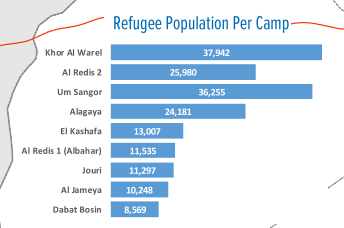 Refugee Population Per Camp
Khor Al Warel 37,942
Al Redis 2 25,980
Um Sangor 36,255
Alagaya 24,181
El Kashafa 13,007
Al Redis 1 (Albahar) 11,535
Jouri 11,297
Al Jameya 10,248
Dabat Bosin 8,569